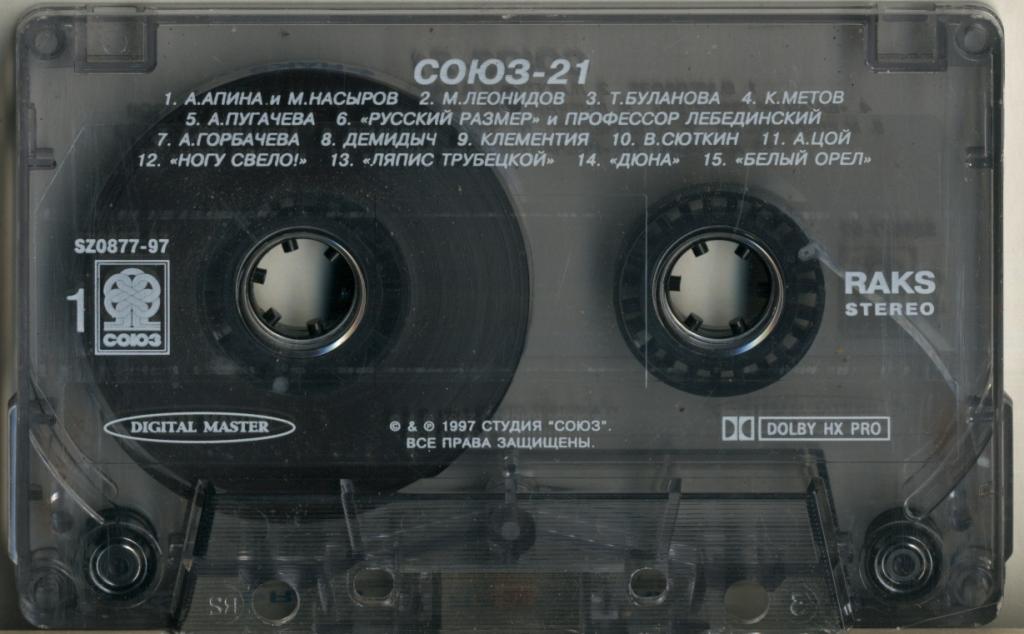 СОЮЗ-21
1. А.АПИНА и М.НАСЫРОВ 2. М.ЛЕОНИДОВ 3. Т.БУЛАНОВА 4. К.МЕТОВ
5. А.ПУГАЧЕВА 6. «РУССКИЙ РАЗМЕР» и ПРОФЕССОР ЛЕБЕДИНСКИЙ
7. А.ГОРБАЧЕВА 8. ДЕМИДЫЧ 9. КЛЕМЕНТИЯ 10. В.СЮТКИН 11. А.ЦОЙ
12. «НОГУ СВЕЛО!» 13. «ЛЯПИС ТРУБЕЦКОЙ» 14. «ДЮНА» 15. «БЕЛЫЙ ОРЕЛ»
SZ0877-97
1
СОЮЗ
RAKS
STEREO
DIGITAL MASTER
© & ℗ 1997 СТУДИЯ "СОЮЗ".
ВСЕ ПРАВА ЗАЩИЩЕНЫ.
DOLBY HX PRO